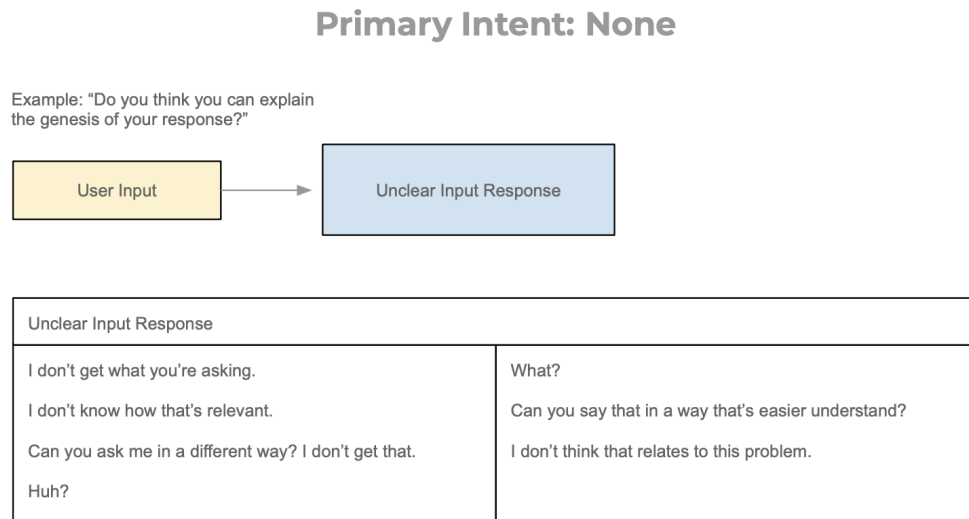 Primary Intent: None
Example: “Do you think you can explain
the genesis of your response?”
User Input
Unclear Input Response
Unclear Input Response
I don’t get what you’re asking.
I don’t know how that’s relevant.
Can you ask me in a different way? I don’t get that.
Huh?
What?
Can you say that in a way that’s easier understand?
I don’t think that relates to this problem.